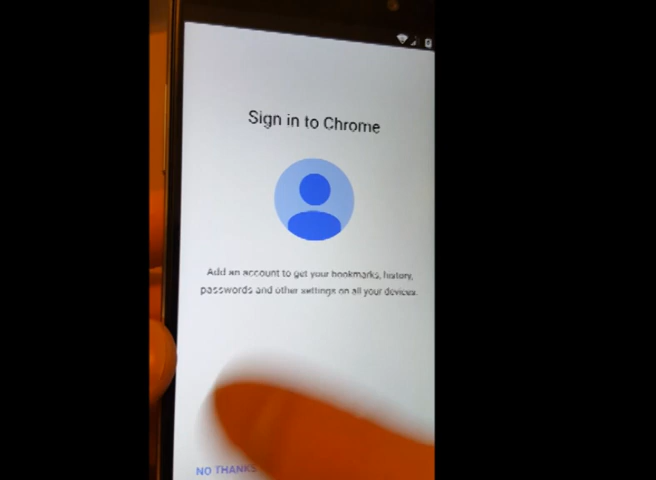 Sign in to Chrome
Add an account to get your bookmarks, history,
passwords and other settings on all your devices.
NO THANKS